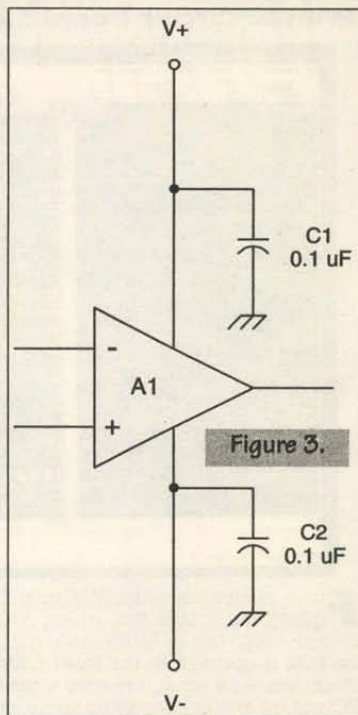 V+
C1
0.1 uF
-
A1
+
Figure 3.
C2
0.1 uF
V-